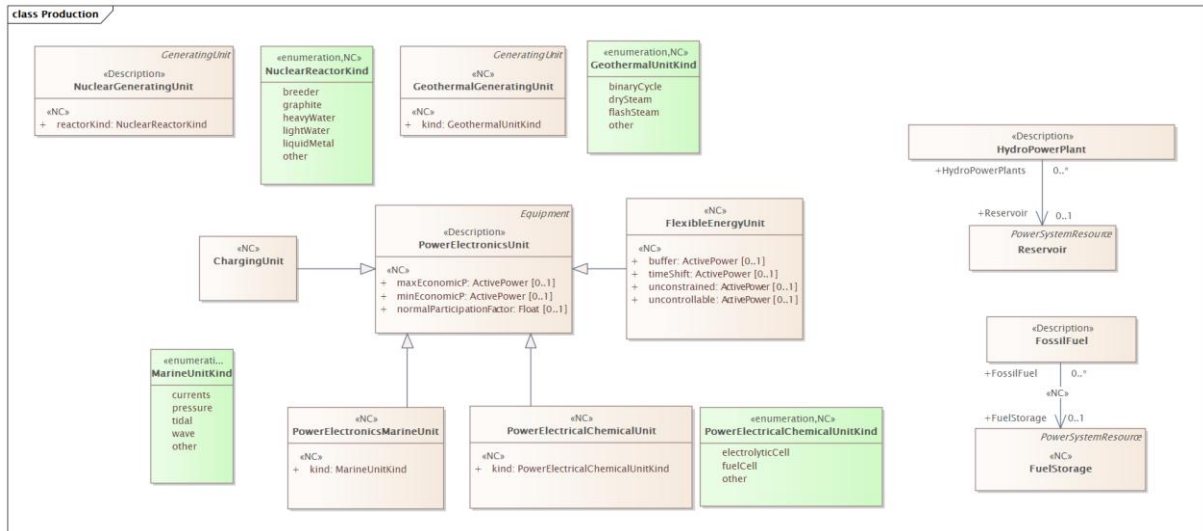 class Production
GeneratingUnit
«Description»
NuclearGeneratingUnit
«NC»
+ reactorKind: NuclearReactorKind
«enumeration,NC»
NuclearReactorKind
breeder
graphite
heavyWater
lightWater
liquidMetal
other
GeneratingUnit
«NC»
GeothermalGeneratingUnit
«NC»
+ kind: GeothermalUnitKind
«enumeration,NC»
GeothermalUnitKind
binaryCycle
drySteam
flashSteam
other
«Description»
HydroPowerPlant
+HydroPowerPlants 0..*
+Reservoir 0..1
PowerSystemResource
Reservoir
«NC»
ChargingUnit
Equipment
«Description»
PowerElectronicsUnit
«NC»
+ maxEconomicP: ActivePower [0..1]
+ minEconomicP: ActivePower [0..1]
+ normalParticipationFactor: Float [0..1]
«NC»
FlexibleEnergyUnit
«NC»
+ buffer: ActivePower [0..1]
+ timeShift: ActivePower [0..1]
+ unconstrained: ActivePower [0..1]
+ uncontrollable: ActivePower [0..1]
«Description»
FossilFuel
+FossilFuel 0..*
«NC»
+FuelStorage 0..1
PowerSystemResource
«NC»
FuelStorage
«enumerati...
MarineUnitKind
currents
pressure
tidal
wave
other
«NC»
PowerElectronicsMarineUnit
«NC»
+ kind: MarineUnitKind
«NC»
PowerElectricalChemicalUnit
«NC»
+ kind: PowerElectricalChemicalUnitKind
«enumeration,NC»
PowerElectricalChemicalUnitKind
electrolyticCell
fuelCell
other